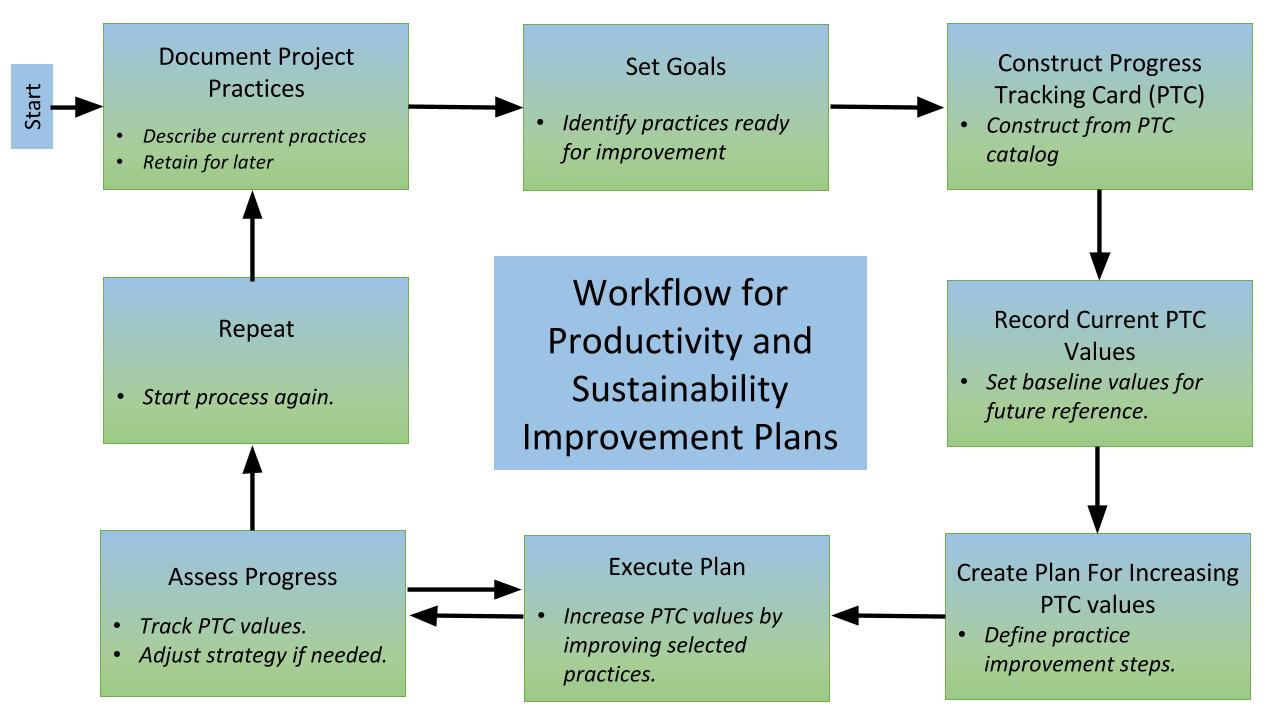 Start
Document Project
Practices
• Describe current practices
• Retain for later
Set Goals
• Identify practices ready
for improvement
Construct Progress
Tracking Card (PTC)
• Construct from PTC
catalog
Repeat
• Start process again.
Workflow for
Productivity and
Sustainability
Improvement Plans
Record Current PTC
Values
• Set baseline values for
future reference.
Assess Progress
• Track PTC values.
• Adjust strategy if needed.
Execute Plan
• Increase PTC values by
improving selected
practices.
Create Plan For Increasing
PTC values
• Define practice
improvement steps.